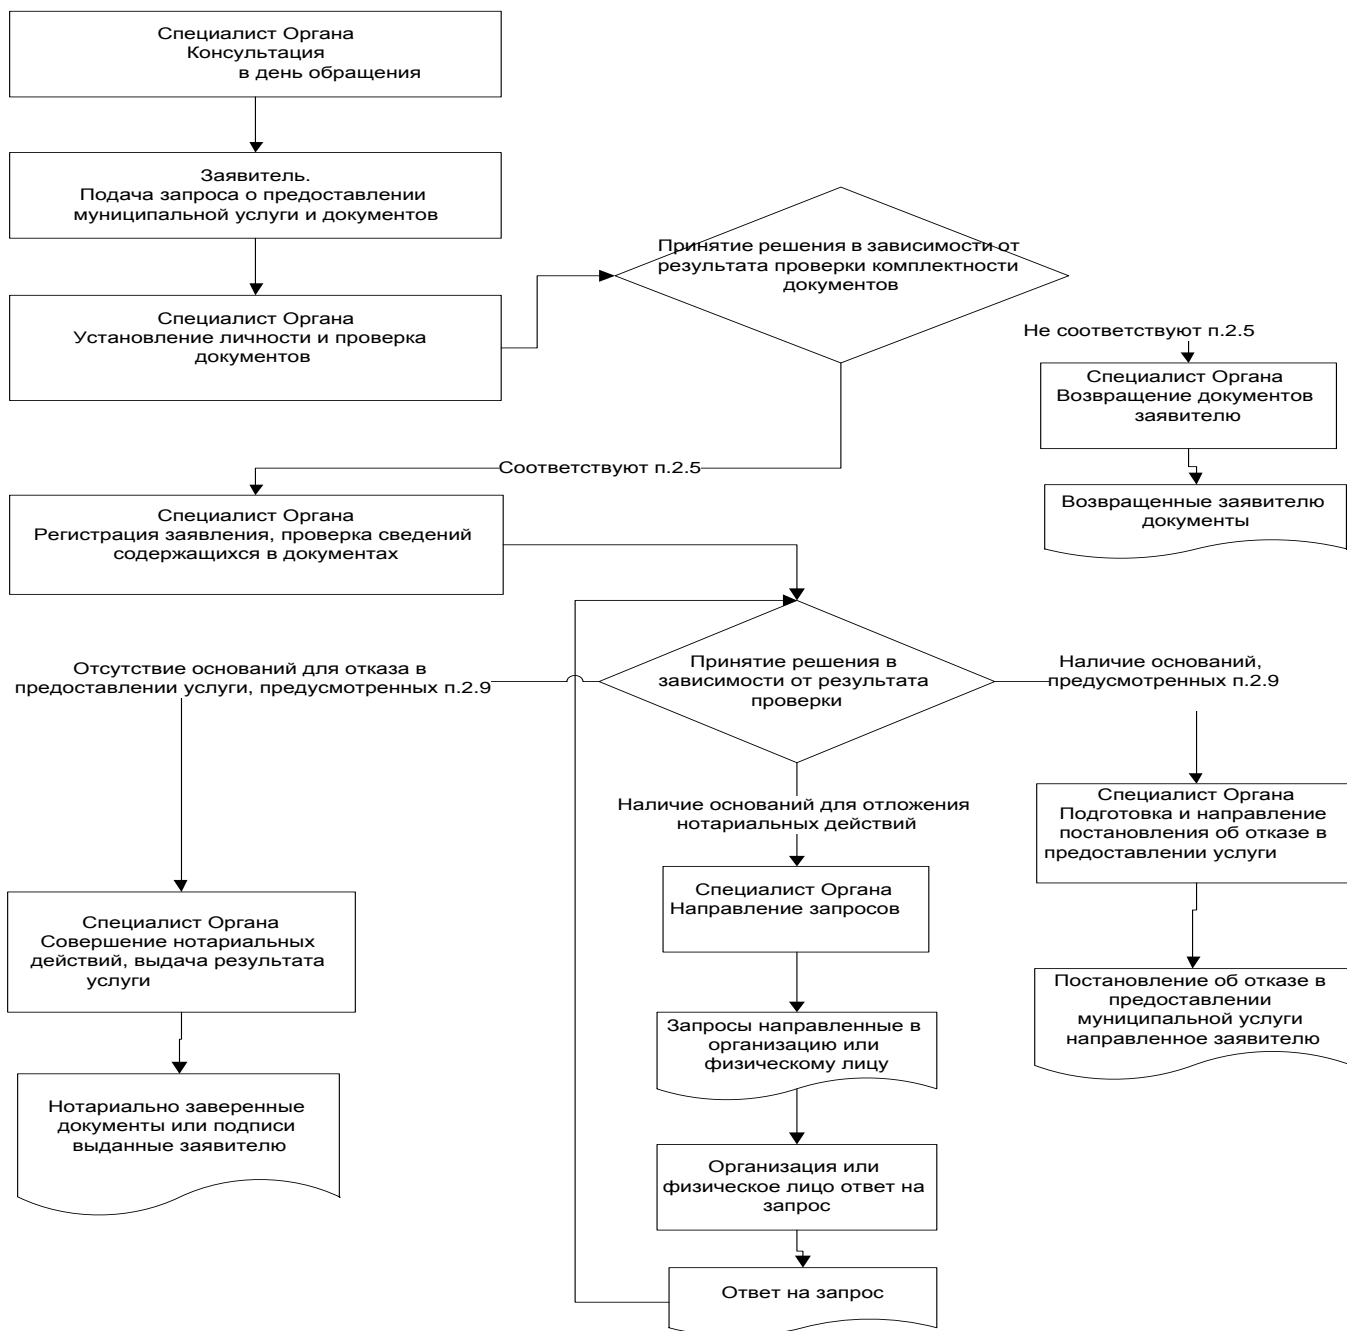 Специалист Органа
Консультация
в день обращения
Заявитель.
Подача запроса о предоставлении
муниципальной услуги и документов
Специалист Органа
Установление личности и проверка
документов
Принятие решения в зависимости от
результата проверки комплектности
документов
Не соответствуют п.2.5
Специалист Органа
Возвращение документов
заявителю
Возвращенные заявителю
документы
Соответствуют п.2.5
Специалист Органа
Регистрация заявления, проверка сведений
содержащихся в документах
Принятие решения в
зависимости от результата
проверки
Отсутствие оснований для отказа в
предоставлении услуги, предусмотренных п.2.9
Наличие оснований,
предусмотренных п.2.9
Наличие оснований для отложения
нотариальных действий
Специалист Органа
Подготовка и направление
постановления об отказе в
предоставлении услуги
Специалист Органа
Направление запросов
Специалист Органа
Совершение нотариальных
действий, выдача результата
услуги
Постановление об отказе в
предоставлении
муниципальной услуги
направленное заявителю
Запросы направленные в
организацию или
физическому лицу
Нотариально заверенные
документы или подписи
выданные заявителю
Организация или
физическое лицо ответ на
запрос
Ответ на запрос